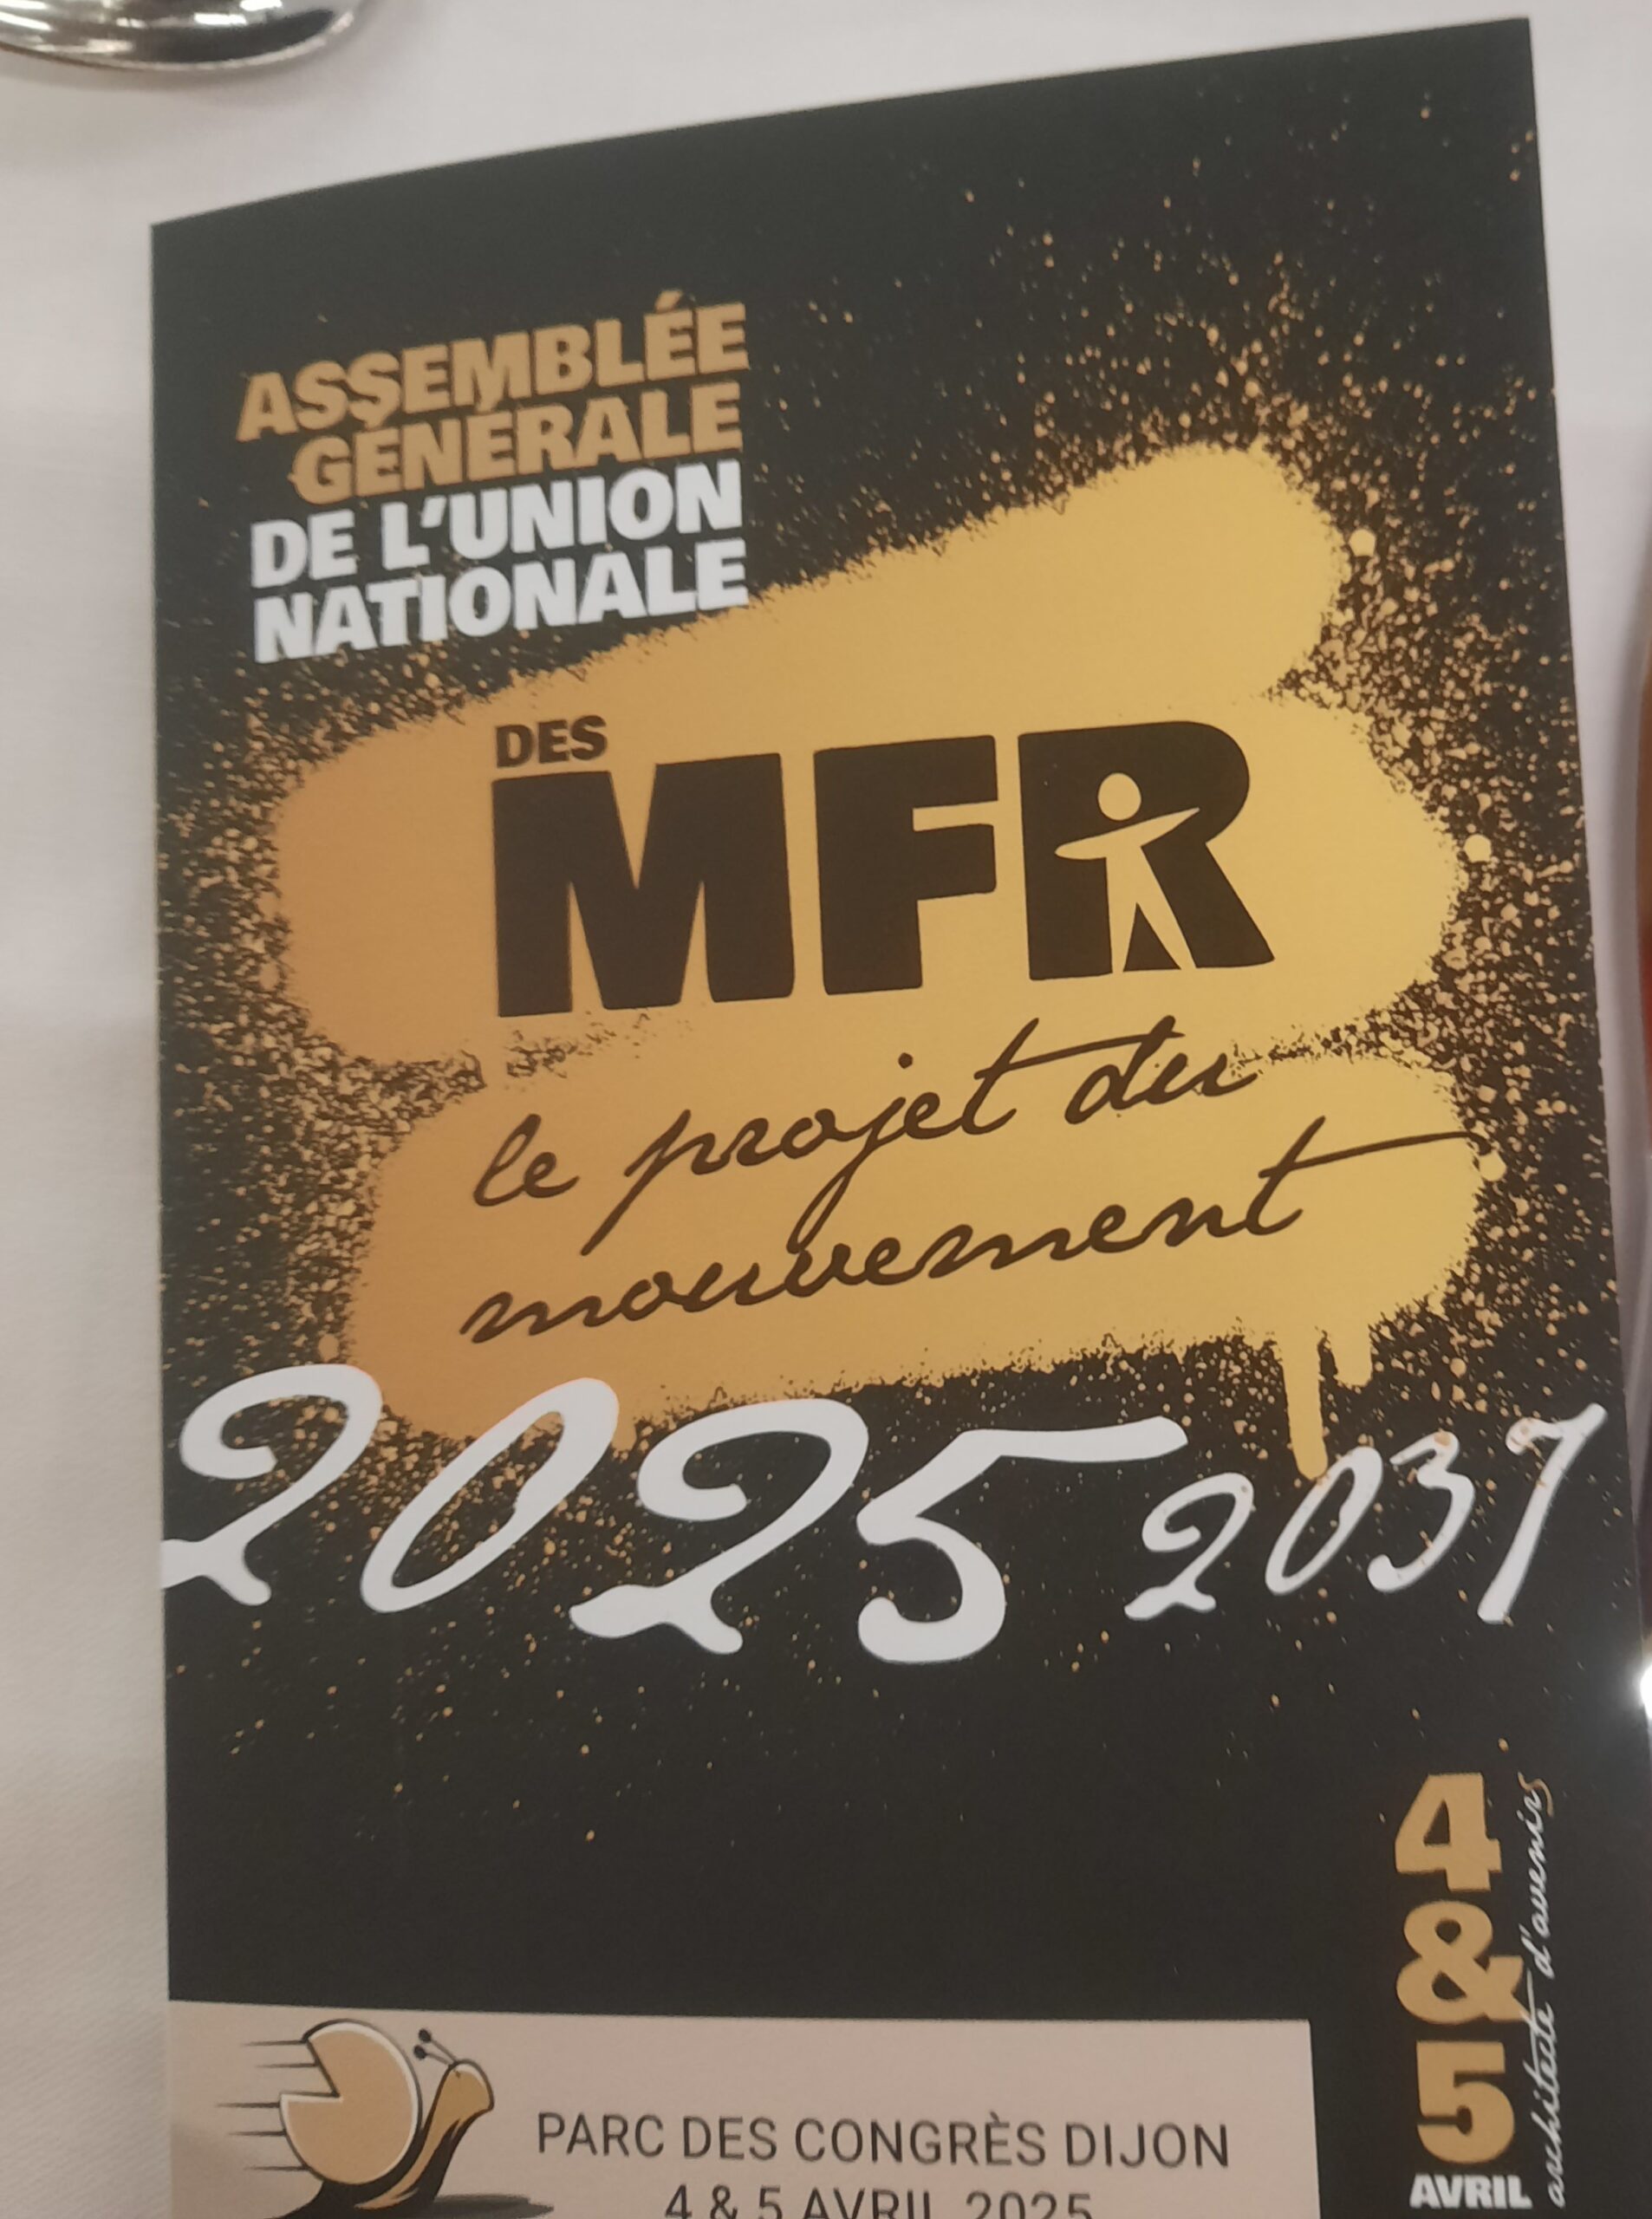 ASSEMBLÉE
GÉNÉRALE
DE L'UNION
NATIONALE
DES
MFR
le projet du
mouvement
2025 2037
4
&
5
AVRIL
architecte d'avenirs
PARC DES CONGRÈS DIJON
4 & 5 AVRIL 2025